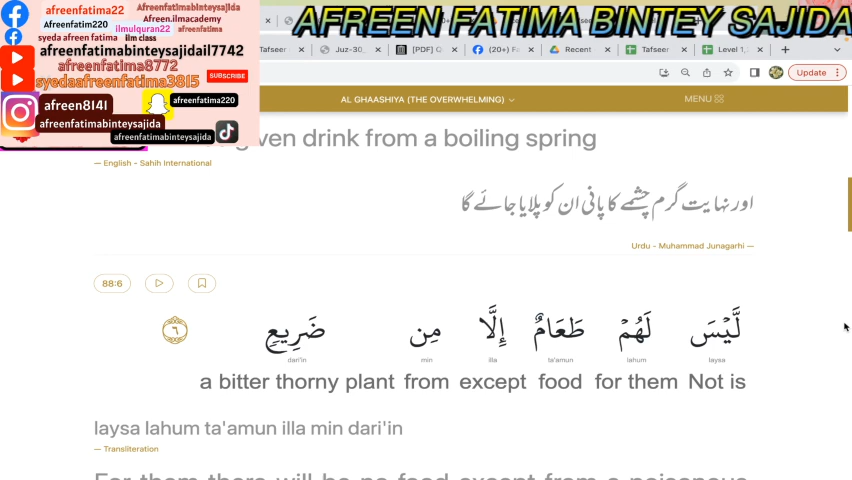 afreenfatima22
Afreenfatimabinteysajida
AFREEN FATIMA BINTEY SAJIDA
Afreenfatim220
Afreen.ilmacademy
ilmulquran22
afreenfatima
syeda afreen fatima
ilm class
afreenfatimabinteysajidail7742
afreenfatima8772
syedaafreenfatima3815
SUBSCRIBE
afreen8141
afreenfatima220
afreenfatimabinteysajida
afreenfatimabinteysajida
Tafseer
Juz-30_
[PDF] Q
(20+) Fa
Recent
Tafseer
Level 1,
Update
AL GHAASHIYA (THE OVERWHELMING)
MENU
ven drink from a boiling spring
— English - Sahih International
اور نہایت گرم چشمے کا پانی ان کو پلایا جائے گا
Urdu - Muhammad Junagarhi —
88:6
لَّيْسَ لَهُمْ طَعَامٌ إِلَّا مِن ضَرِيعٍ ٦
dari'in min illa ta'amun lahum laysa
a bitter thorny plant from except food for them Not is
laysa lahum ta'amun illa min dari'in
— Transliteration
For them there will be no food except from a poisonous